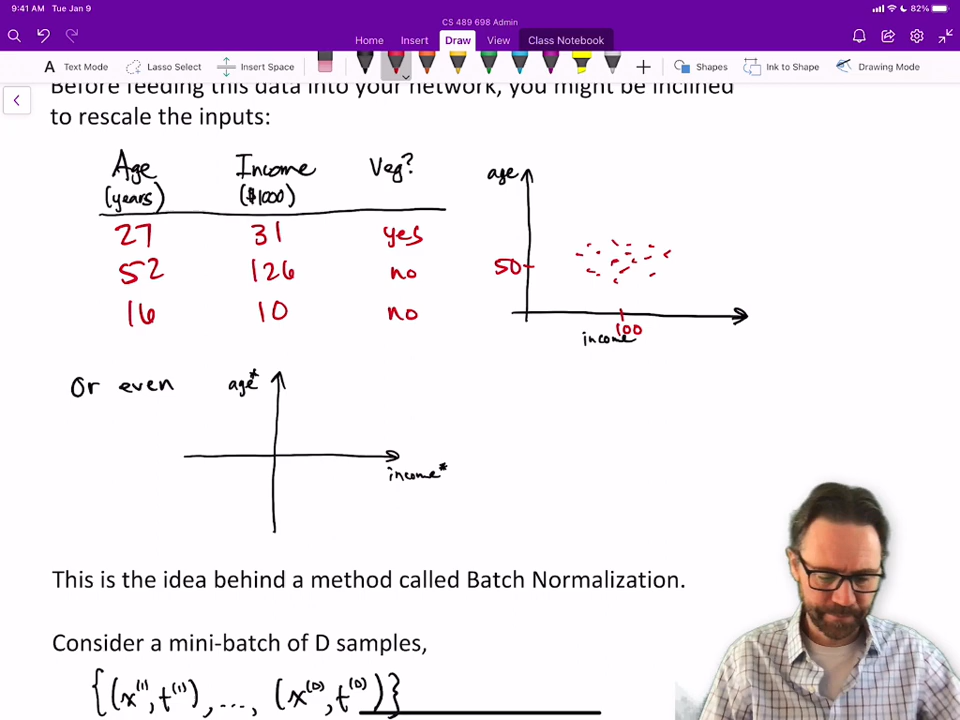 9:41 AM Tue Jan 9
82%
CS 489 698 Admin
Home Insert Draw View Class Notebook
Text Mode Lasso Select Insert Space Shapes Ink to Shape Drawing Mode
Before feeding this data into your network, you might be inclined
to rescale the inputs:
Age Income Veg?
(years) ($1000)
27 31 yes
52 126 no
16 10 no
age
50
100
income
Or even
age*
income*
This is the idea behind a method called Batch Normalization.
Consider a mini-batch of D samples,
{(x⁽¹⁾, t⁽¹⁾), ..., (x⁽ᴰ⁾, t⁽ᴰ⁾)}